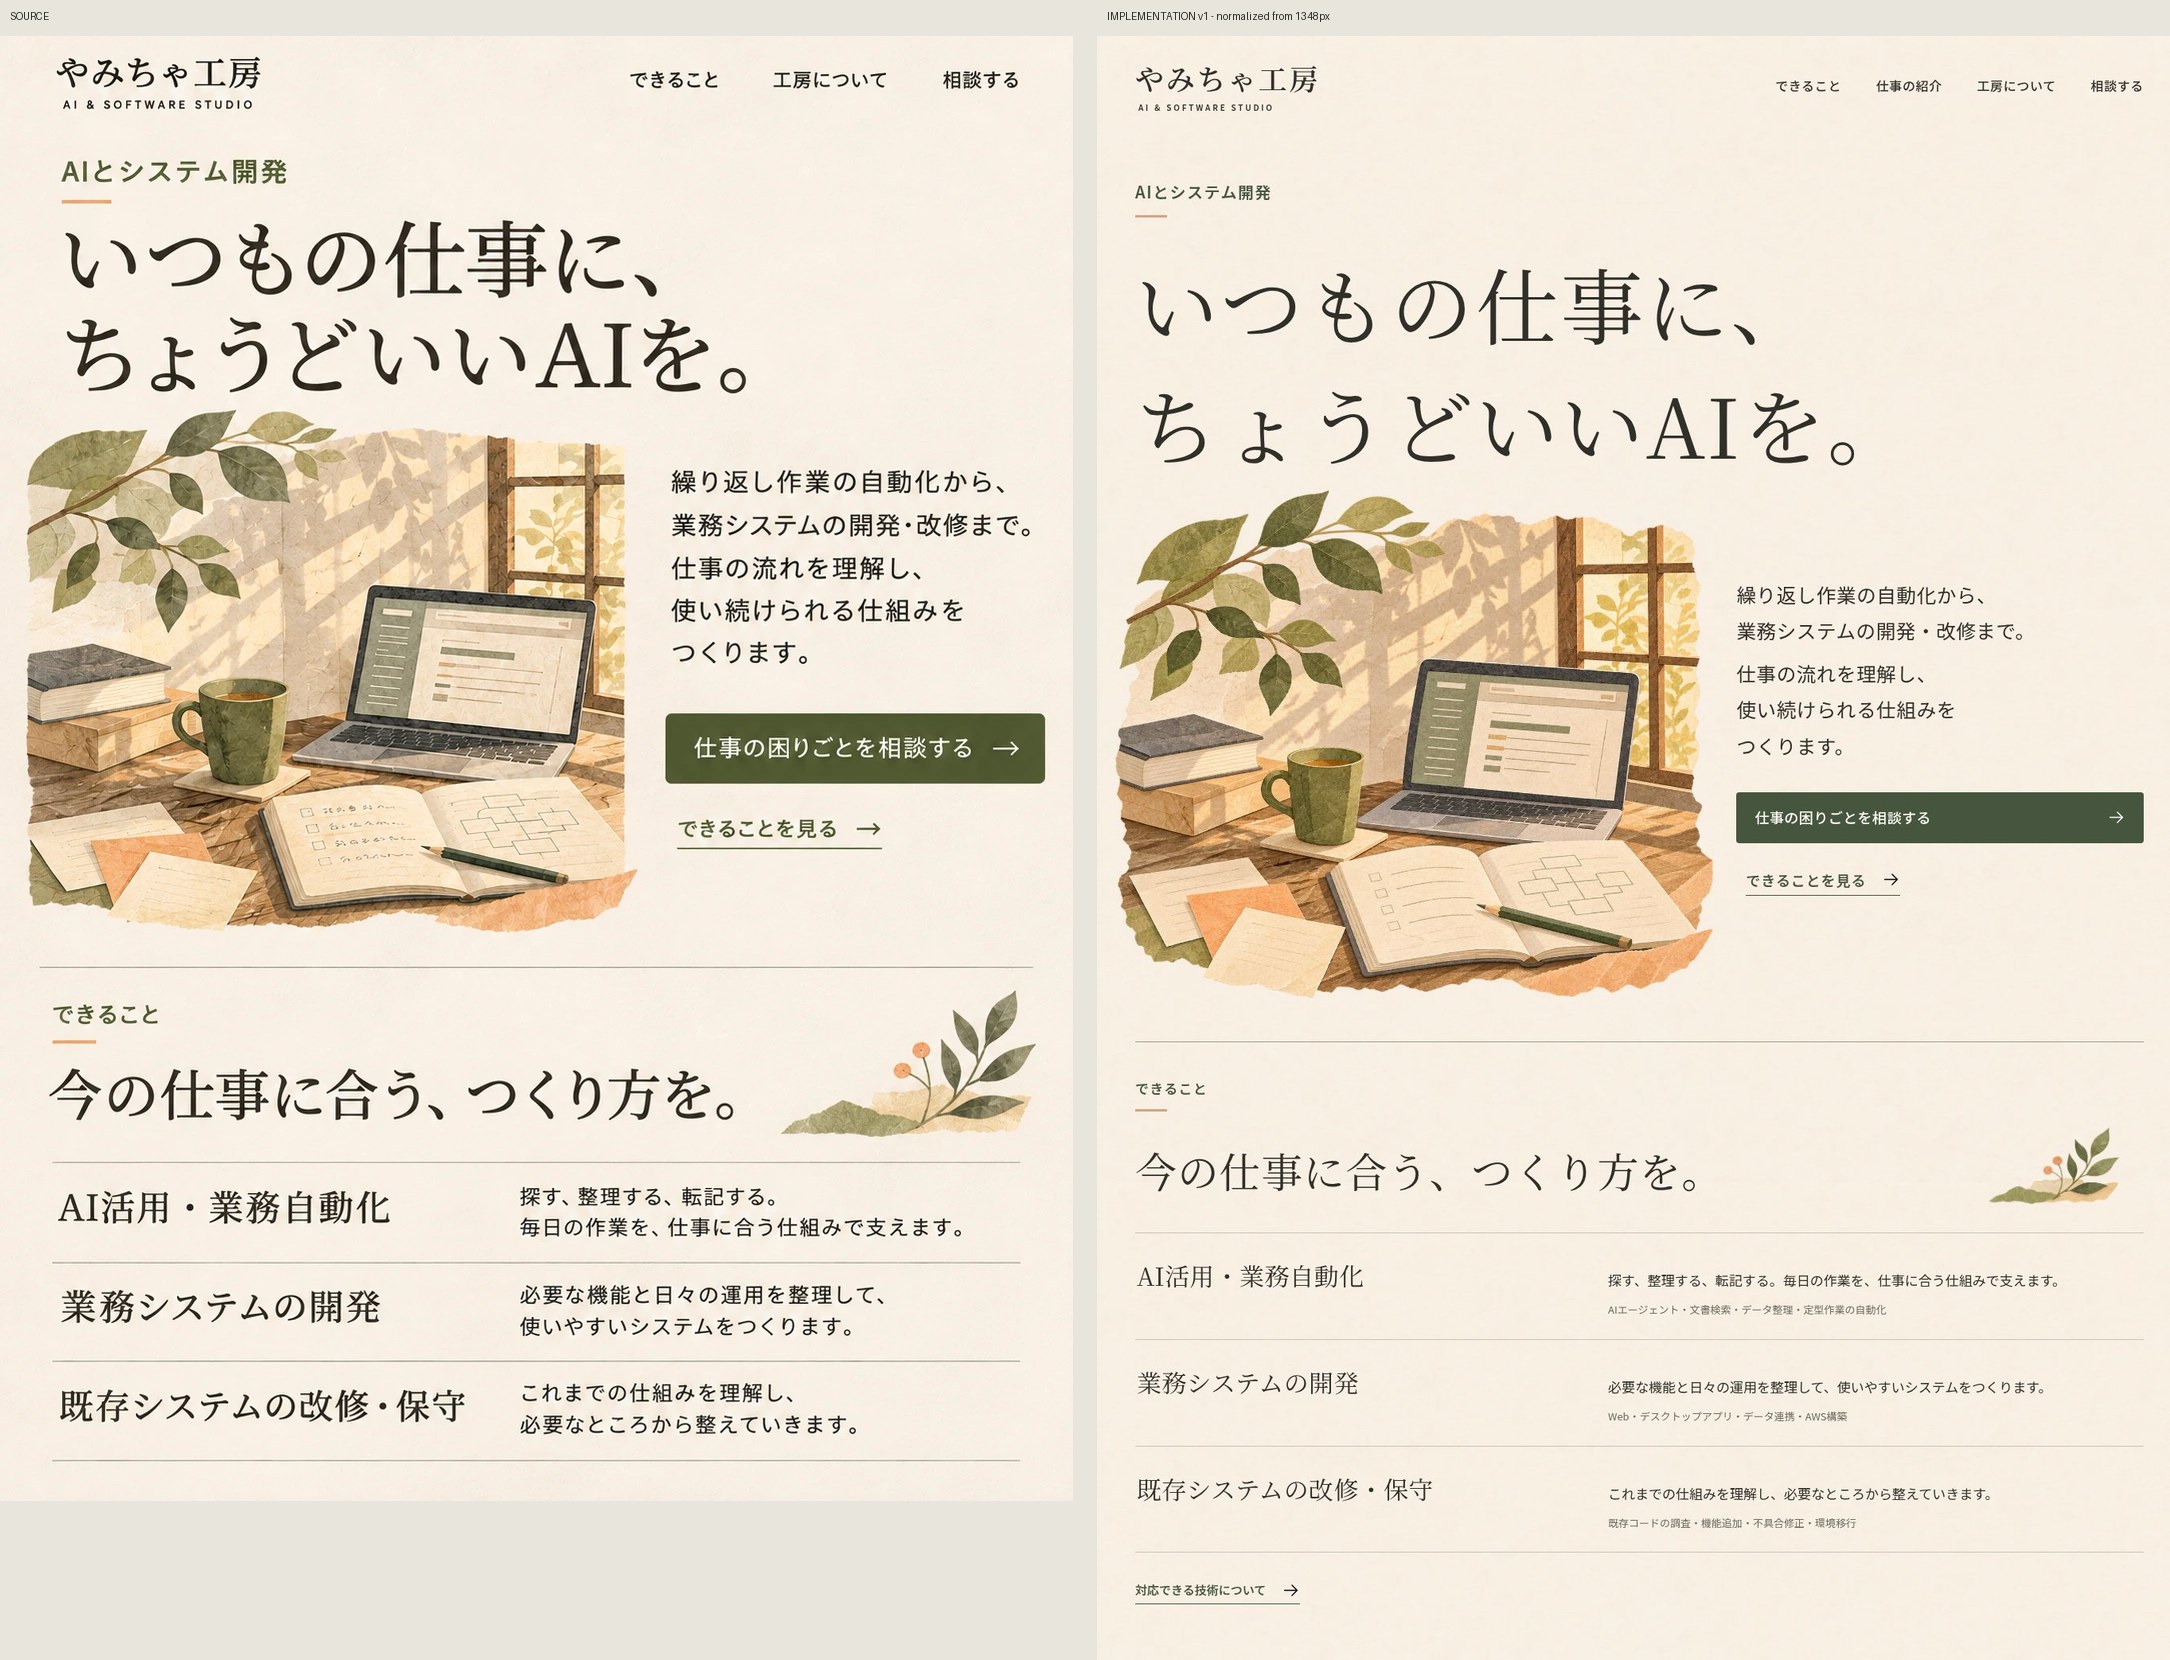 SOURCE
やみちゃ工房
AI & SOFTWARE STUDIO
できること
工房について
相談する
AIとシステム開発
いつもの仕事に、
ちょうどいいAIを。
繰り返し作業の自動化から、
業務システムの開発・改修まで。
仕事の流れを理解し、
使い続けられる仕組みを
つくります。
仕事の困りごとを相談する →
できることを見る →
できること
今の仕事に合う、つくり方を。
AI活用・業務自動化
探す、整理する、転記する。
毎日の作業を、仕事に合う仕組みで支えます。
業務システムの開発
必要な機能と日々の運用を整理して、
使いやすいシステムをつくります。
既存システムの改修・保守
これまでの仕組みを理解し、
必要なところから整えていきます。
IMPLEMENTATION v1 - normalized from 1348px
やみちゃ工房
AI & SOFTWARE STUDIO
できること
仕事の紹介
工房について
相談する
AIとシステム開発
いつもの仕事に、
ちょうどいいAIを。
繰り返し作業の自動化から、
業務システムの開発・改修まで。
仕事の流れを理解し、
使い続けられる仕組みを
つくります。
仕事の困りごとを相談する →
できることを見る →
できること
今の仕事に合う、つくり方を。
AI活用・業務自動化
探す、整理する、転記する。毎日の作業を、仕事に合う仕組みで支えます。
AIエージェント・文書検索・データ整理・定型作業の自動化
業務システムの開発
必要な機能と日々の運用を整理して、使いやすいシステムをつくります。
Web・デスクトップアプリ・データ連携・AWS構築
既存システムの改修・保守
これまでの仕組みを理解し、必要なところから整えていきます。
既存コードの調査・機能追加・不具合修正・環境移行
対応できる技術について →